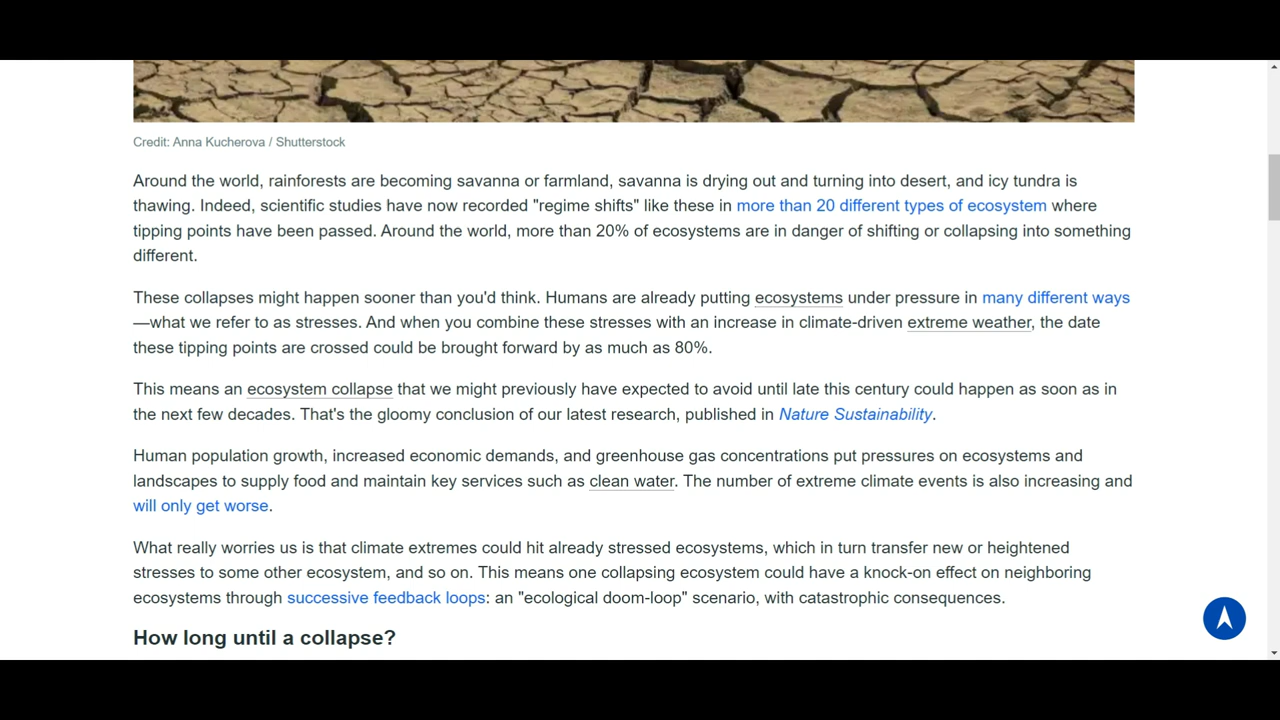 Credit: Anna Kucherova / Shutterstock
Around the world, rainforests are becoming savanna or farmland, savanna is drying out and turning into desert, and icy tundra is
thawing. Indeed, scientific studies have now recorded "regime shifts" like these in more than 20 different types of ecosystem where
tipping points have been passed. Around the world, more than 20% of ecosystems are in danger of shifting or collapsing into something
different.
These collapses might happen sooner than you'd think. Humans are already putting ecosystems under pressure in many different ways
—what we refer to as stresses. And when you combine these stresses with an increase in climate-driven extreme weather, the date
these tipping points are crossed could be brought forward by as much as 80%.
This means an ecosystem collapse that we might previously have expected to avoid until late this century could happen as soon as in
the next few decades. That's the gloomy conclusion of our latest research, published in Nature Sustainability.
Human population growth, increased economic demands, and greenhouse gas concentrations put pressures on ecosystems and
landscapes to supply food and maintain key services such as clean water. The number of extreme climate events is also increasing and
will only get worse.
What really worries us is that climate extremes could hit already stressed ecosystems, which in turn transfer new or heightened
stresses to some other ecosystem, and so on. This means one collapsing ecosystem could have a knock-on effect on neighboring
ecosystems through successive feedback loops: an "ecological doom-loop" scenario, with catastrophic consequences.
How long until a collapse?